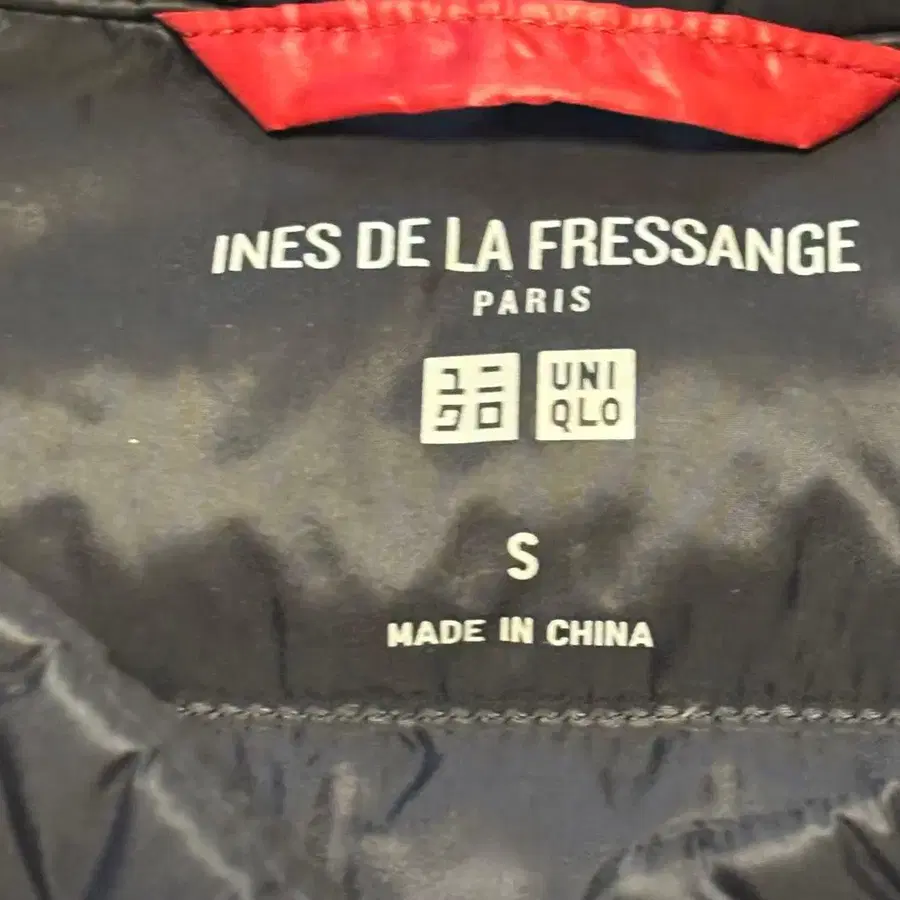 INES DE LA FRESSANGE
PARIS
ユニ UNI
クロ QLO
S
MADE IN CHINA